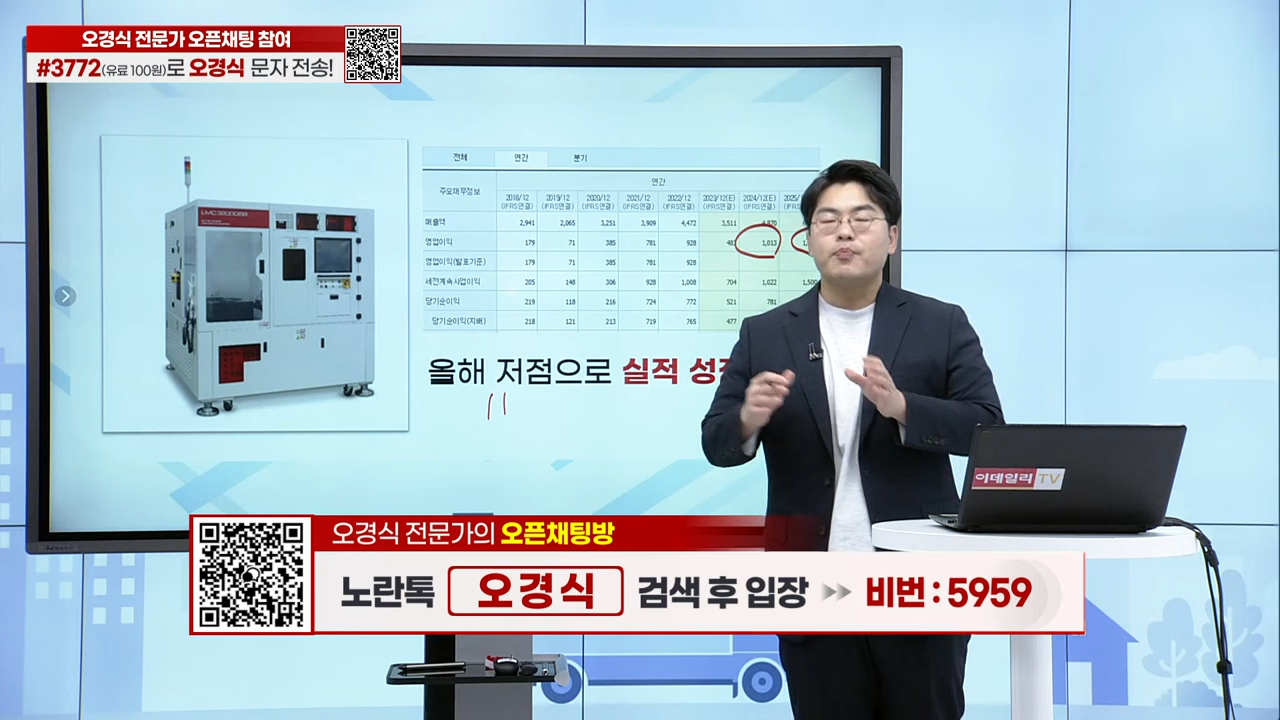 오경식 전문가 오픈채팅 참여
#3772(유료 100원)로 오경식 문자 전송!
전체 연간 분기
주요재무정보 연간
2018/12 2019/12 2020/12 2021/12 2022/12 2023/12(E) 2024/12(E) 2025/
(IFRS연결) (IFRS연결) (IFRS연결) (IFRS연결) (IFRS연결) (IFRS연결) (IFRS연결)
매출액 2,941 2,065 3,251 3,909 4,472 3,511 4,870
영업이익 179 71 385 781 928 483 1,013
영업이익(발표기준) 179 71 385 781 928
세전계속사업이익 205 148 306 928 1,008 704 1,022 1,500
당기순이익 219 118 216 724 772 521 781
당기순이익(지배) 218 121 213 719 765 477
올해 저점으로 실적
이데일리TV
오경식 전문가의 오픈채팅방
노란톡 오경식 검색 후 입장 비번 : 5959